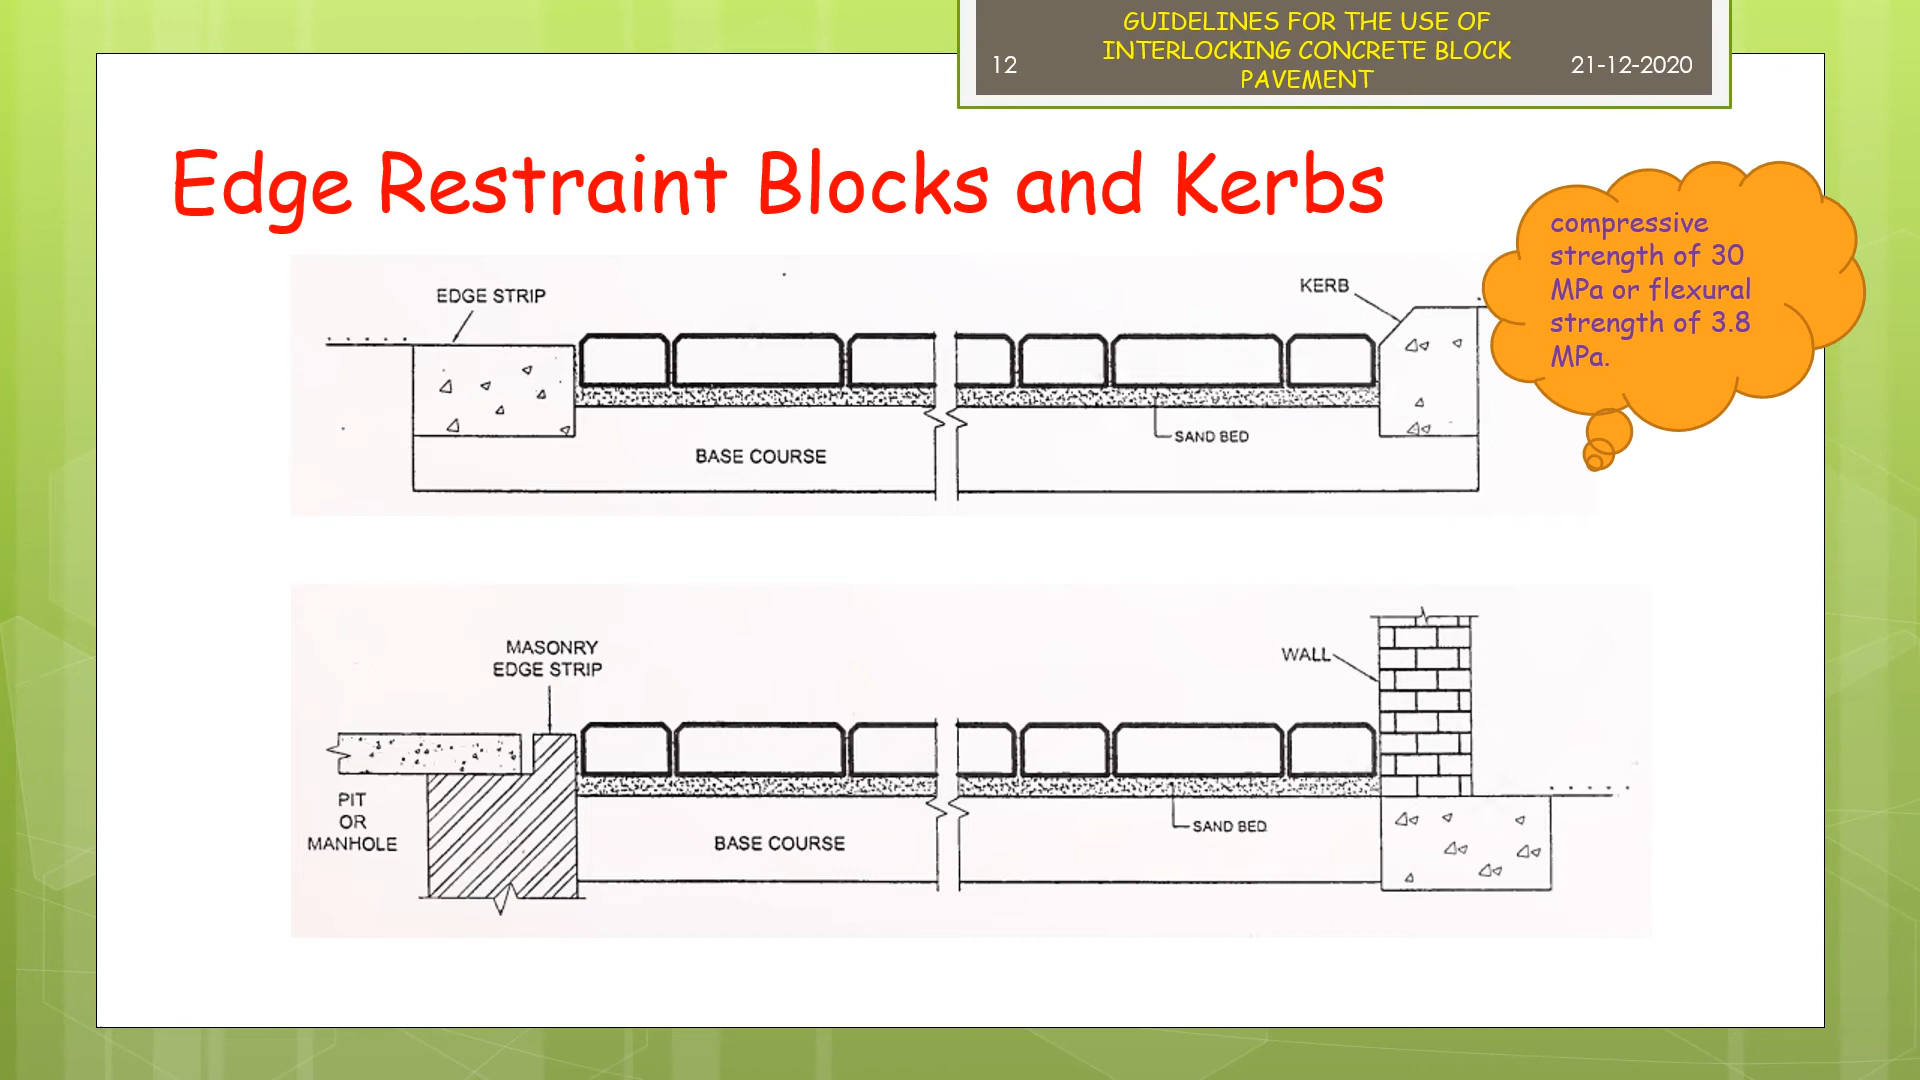 12
GUIDELINES FOR THE USE OF
INTERLOCKING CONCRETE BLOCK
PAVEMENT
21-12-2020
Edge Restraint Blocks and Kerbs
compressive
strength of 30
MPa or flexural
strength of 3.8
MPa.
EDGE STRIP
KERB
SAND BED
BASE COURSE
MASONRY
EDGE STRIP
WALL
PIT
OR
MANHOLE
SAND BED
BASE COURSE